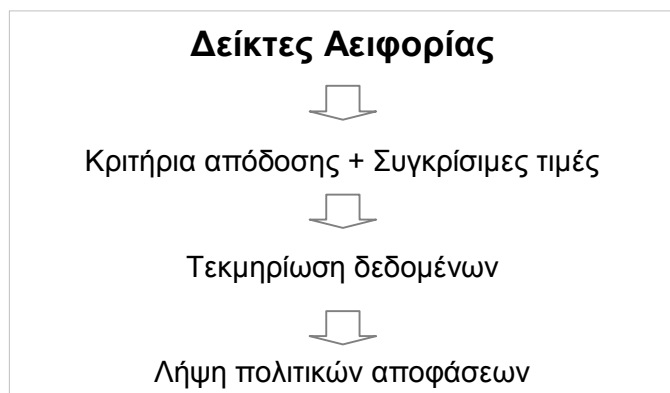 Δείκτες Αειφορίας
Κριτήρια απόδοσης + Συγκρίσιμες τιμές
Τεκμηρίωση δεδομένων
Λήψη πολιτικών αποφάσεων